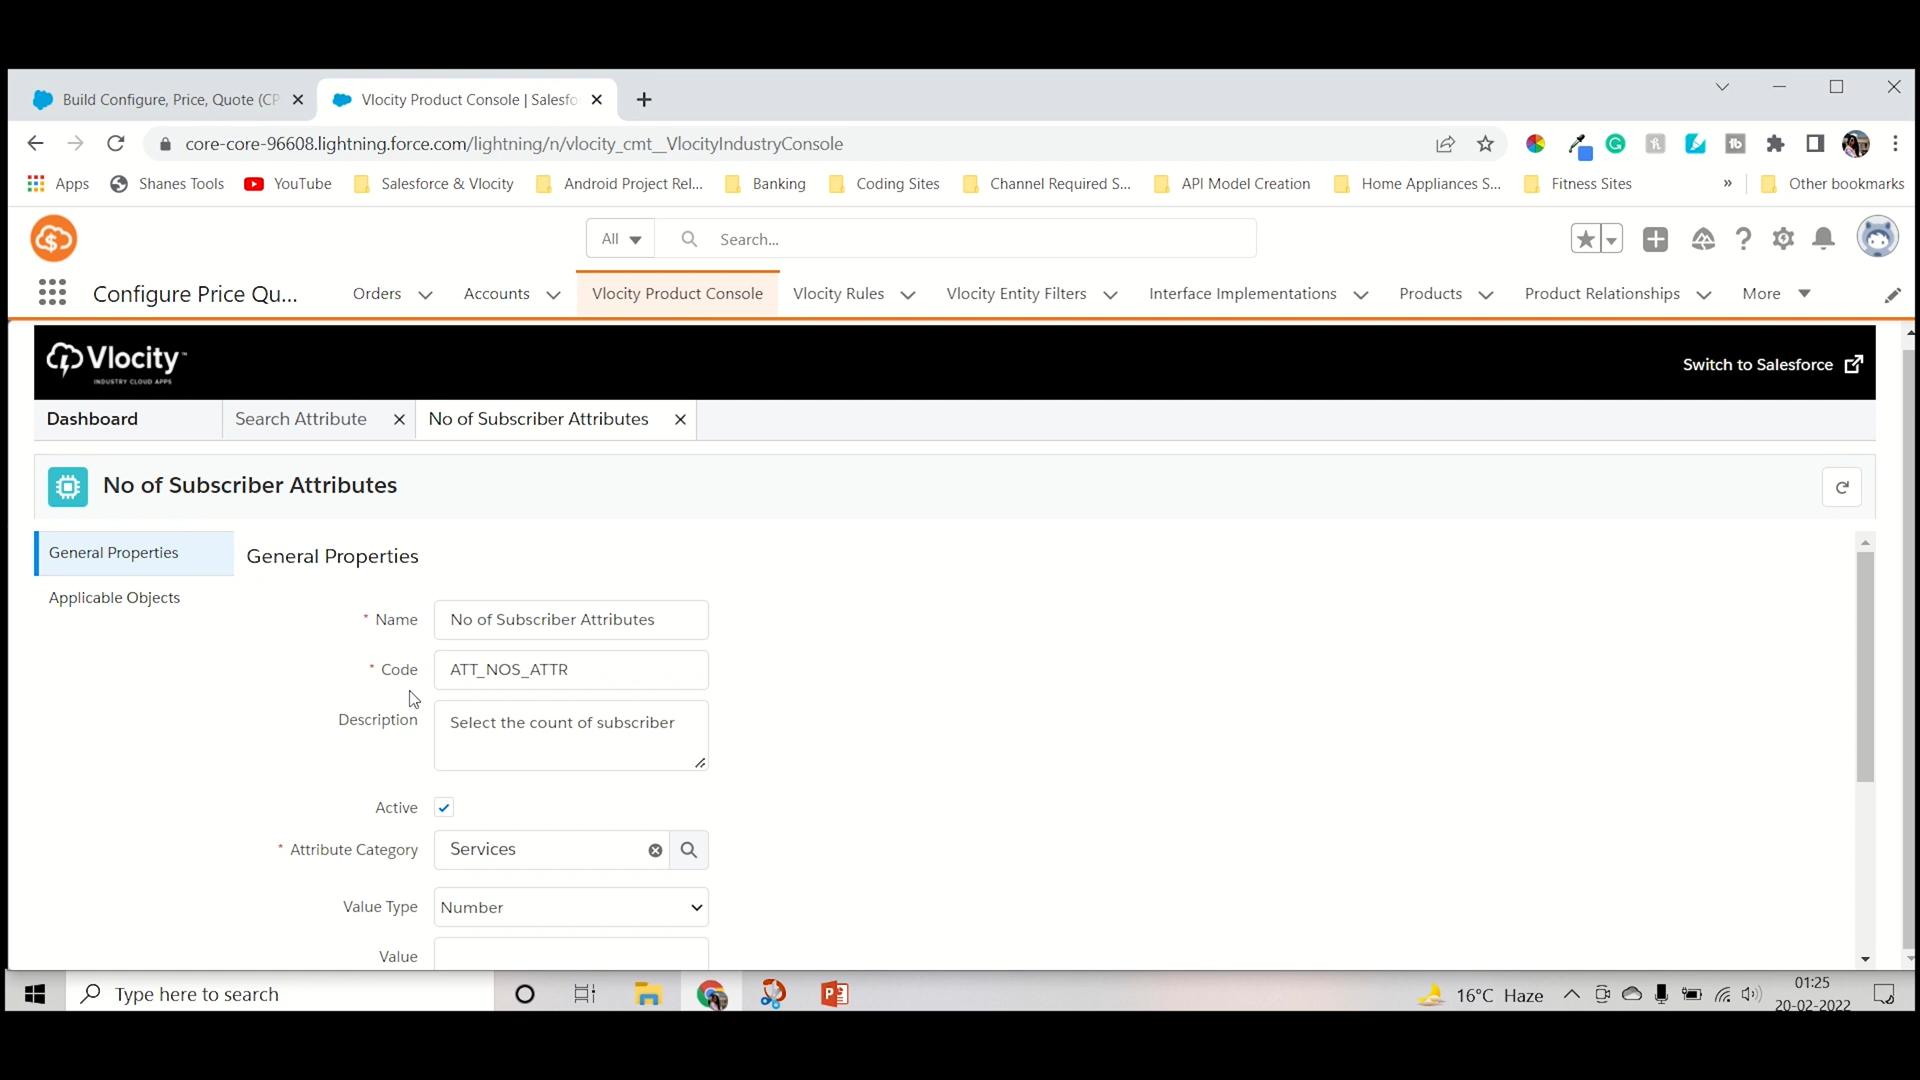 Build Configure, Price, Quote (CP
Vlocity Product Console | Salesfo
core-core-96608.lightning.force.com/lightning/n/vlocity_cmt__VlocityIndustryConsole
Apps Shanes Tools YouTube Salesforce & Vlocity Android Project Rel... Banking Coding Sites Channel Required S... API Model Creation Home Appliances S... Fitness Sites » Other bookmarks
All Search...
Configure Price Qu... Orders Accounts Vlocity Product Console Vlocity Rules Vlocity Entity Filters Interface Implementations Products Product Relationships More
Vlocity™
INDUSTRY CLOUD APPS
Switch to Salesforce
Dashboard Search Attribute No of Subscriber Attributes
No of Subscriber Attributes
General Properties
Applicable Objects
General Properties
* Name No of Subscriber Attributes
* Code ATT_NOS_ATTR
Description Select the count of subscriber
Active
* Attribute Category Services
Value Type Number
Value
Type here to search
16°C Haze
01:25
20-02-2022